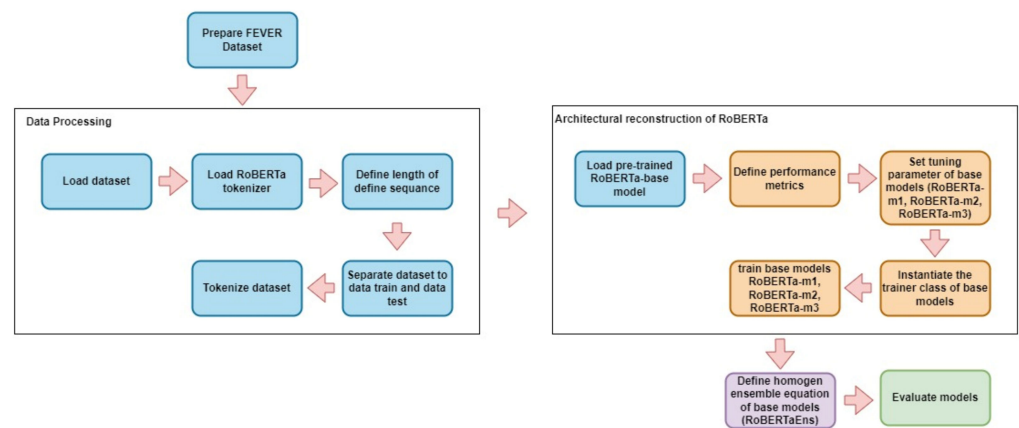 Prepare FEVER
Dataset
Data Processing
Load dataset
Load RoBERTa
tokenizer
Define length of
define sequence
Separate dataset to
data train and data
test
Tokenize dataset
Architectural reconstruction of RoBERTa
Load pre-trained
RoBERTa-base
model
Define performance
metrics
Set tuning
parameter of base
models (RoBERTa-
m1, RoBERTa-m2,
RoBERTa-m3)
Instantiate the
trainer class of base
models
train base models
RoBERTa-m1,
RoBERTa-m2,
RoBERTa-m3
Define homogen
ensemble equation
of base models
(RoBERTaEns)
Evaluate models